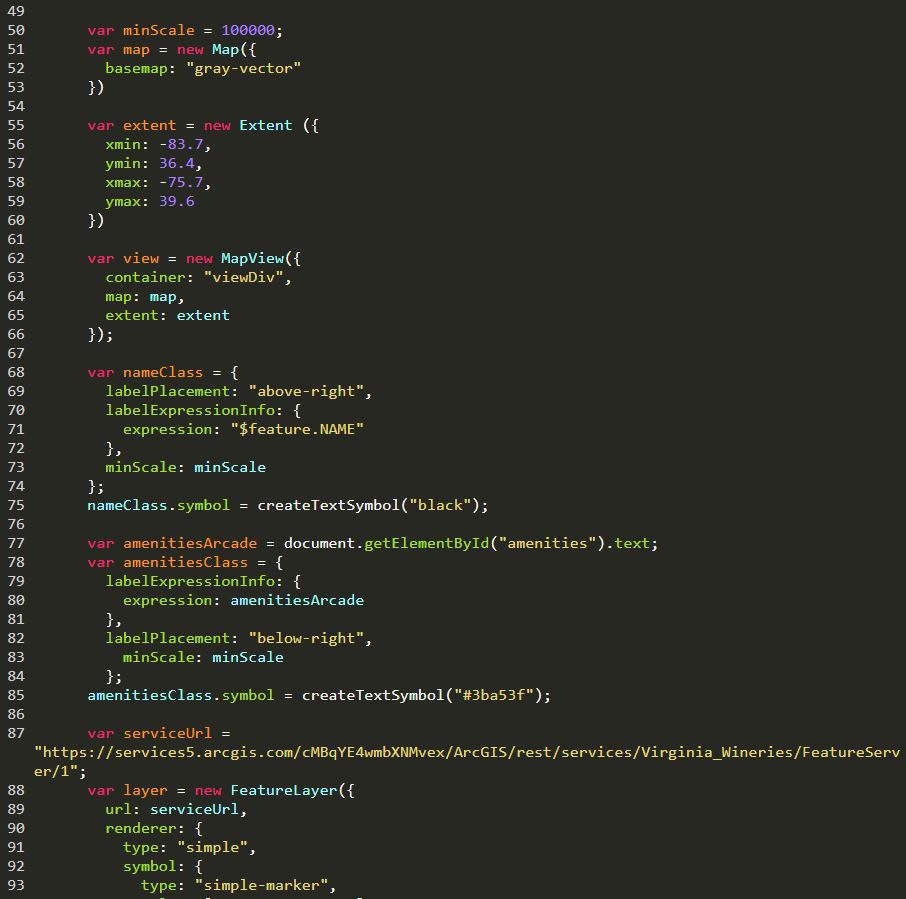 49
50 var minScale = 100000;
51 var map = new Map({
52 basemap: "gray-vector"
53 })
54
55 var extent = new Extent ({
56 xmin: -83.7,
57 ymin: 36.4,
58 xmax: -75.7,
59 ymax: 39.6
60 })
61
62 var view = new MapView({
63 container: "viewDiv",
64 map: map,
65 extent: extent
66 });
67
68 var nameClass = {
69 labelPlacement: "above-right",
70 labelExpressionInfo: {
71 expression: "$feature.NAME"
72 },
73 minScale: minScale
74 };
75 nameClass.symbol = createTextSymbol("black");
76
77 var amenitiesArcade = document.getElementById("amenities").text;
78 var amenitiesClass = {
79 labelExpressionInfo: {
80 expression: amenitiesArcade
81 },
82 labelPlacement: "below-right",
83 minScale: minScale
84 };
85 amenitiesClass.symbol = createTextSymbol("#3ba53f");
86
87 var serviceUrl =
"https://services5.arcgis.com/cMBqYE4wmbXNMvex/ArcGIS/rest/services/Virginia_Wineries/FeatureServ
er/1";
88 var layer = new FeatureLayer({
89 url: serviceUrl,
90 renderer: {
91 type: "simple",
92 symbol: {
93 type: "simple-marker",